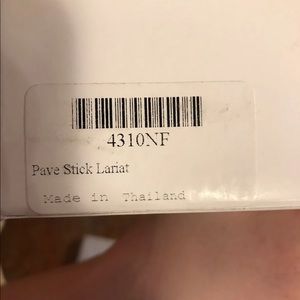 4310NF
Pave Stick Lariat
Made in Thailand